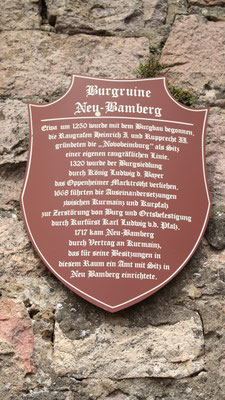 Burgruine
Neu-Bamberg
Etwa um 1250 wurde mit dem Burgbau begonnen,
die Raugrafen Heinrich I. und Rupprecht II.
gründeten die „Novobeimburg" als Sitz
einer eigenen raugräflichen Linie.
1320 wurde der Burgsiedlung
durch König Ludwig d. Bayer
das Oppenheimer Marktrecht verliehen.
1668 führten die Auseinandersetzungen
zwischen Kurmainz und Kurpfalz
zur Zerstörung von Burg und Ortsbefestigung
durch Kurfürst Karl Ludwig v.d. Pfalz.
1717 kam Neu-Bamberg
durch Vertrag an Kurmainz,
das für seine Besitzungen in
diesem Raum ein Amt mit Sitz in
Neu Bamberg einrichtete.